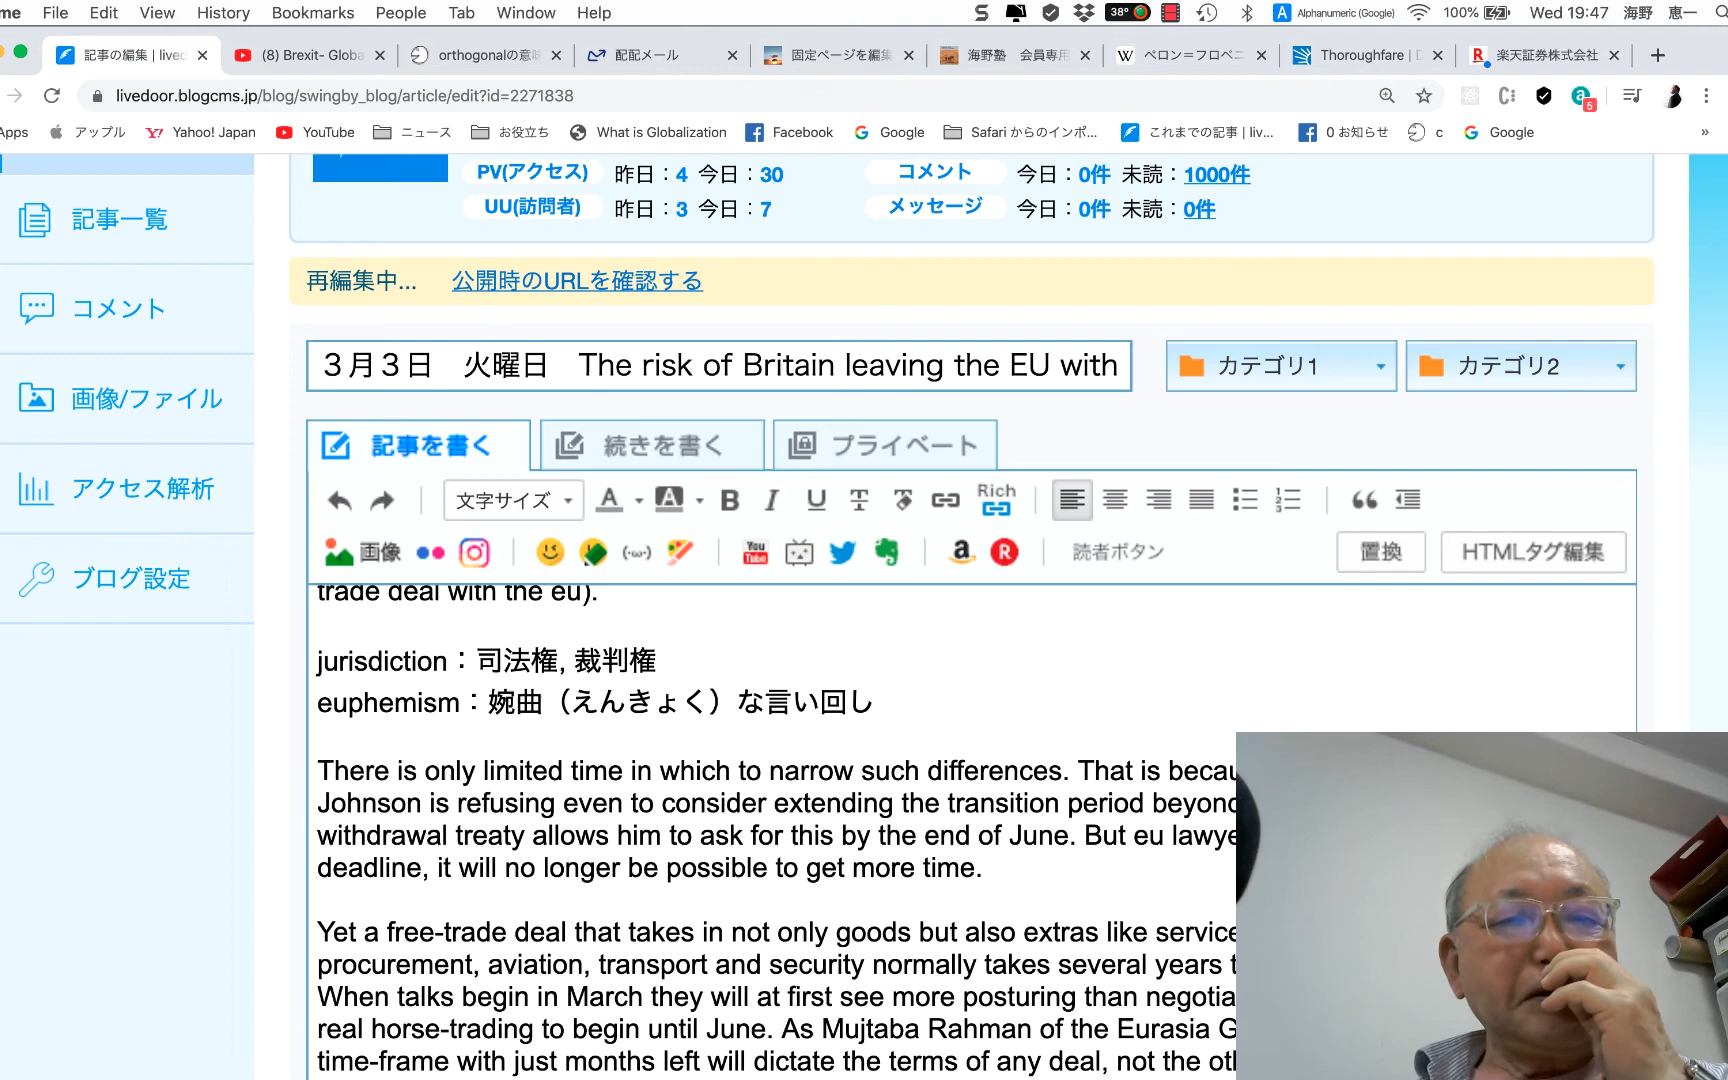 me File Edit View History Bookmarks People Tab Window Help 38° Alphanumeric (Google) 100% Wed 19:47 海野 恵一
記事の編集 | lived (8) Brexit- Globa orthogonalの意味 配配メール 固定ページを編集 海野塾 会員専用 ペロン=フロペニ Thoroughfare | D 楽天証券株式会社
livedoor.blogcms.jp/blog/swingby_blog/article/edit?id=2271838 5
Apps アップル Yahoo! Japan YouTube ニュース お役立ち What is Globalization Facebook Google Safari からのインポ... これまでの記事 | liv... 0 お知らせ c Google »
PV(アクセス) 昨日：4 今日：30 コメント 今日：0件 未読：1000件
UU(訪問者) 昨日：3 今日：7 メッセージ 今日：0件 未読：0件
記事一覧
コメント
画像/ファイル
アクセス解析
ブログ設定
再編集中... 公開時のURLを確認する
３月３日　火曜日　The risk of Britain leaving the EU with
カテゴリ1 カテゴリ2
記事を書く 続きを書く プライベート
文字サイズ A A B I U T Rich
画像 You Tube a R 読者ボタン 置換 HTMLタグ編集
trade deal with the eu).
jurisdiction：司法権, 裁判権
euphemism：婉曲（えんきょく）な言い回し
There is only limited time in which to narrow such differences. That is becau
Johnson is refusing even to consider extending the transition period beyond
withdrawal treaty allows him to ask for this by the end of June. But eu lawye
deadline, it will no longer be possible to get more time.
Yet a free-trade deal that takes in not only goods but also extras like service
procurement, aviation, transport and security normally takes several years t
When talks begin in March they will at first see more posturing than negotia
real horse-trading to begin until June. As Mujtaba Rahman of the Eurasia G
time-frame with just months left will dictate the terms of any deal, not the oth